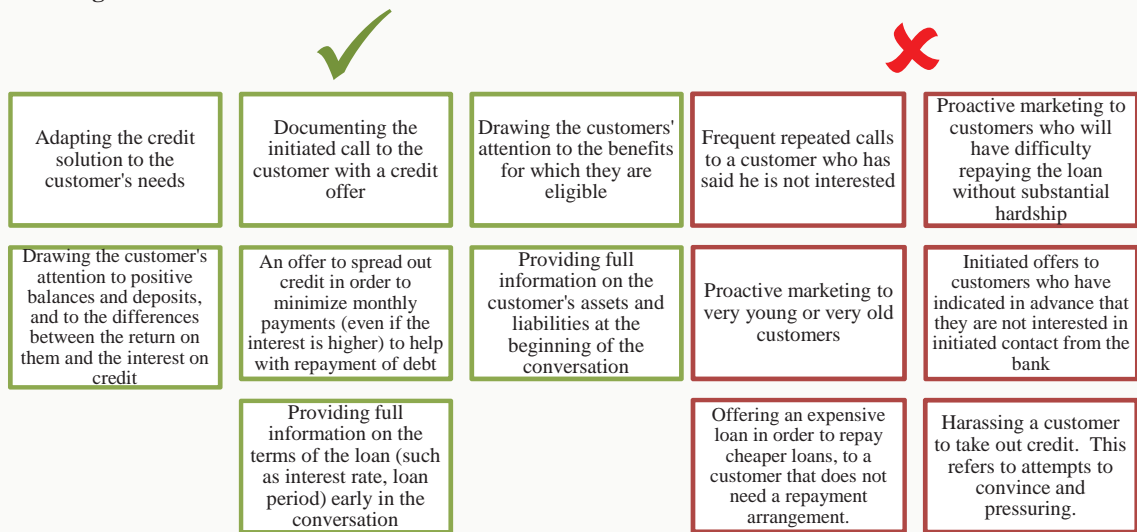 Adapting the credit
solution to the
customer's needs
Documenting the
initiated call to the
customer with a credit
offer
Drawing the customers'
attention to the benefits
for which they are
eligible
Frequent repeated calls
to a customer who has
said he is not interested
Proactive marketing to
customers who will
have difficulty
repaying the loan
without substantial
hardship
Drawing the customer's
attention to positive
balances and deposits,
and to the differences
between the return on
them and the interest on
credit
An offer to spread out
credit in order to
minimize monthly
payments (even if the
interest is higher) to help
with repayment of debt
Providing full
information on the
customer's assets and
liabilities at the
beginning of the
conversation
Proactive marketing to
very young or very old
customers
Initiated offers to
customers who have
indicated in advance that
they are not interested in
initiated contact from the
bank
Providing full
information on the
terms of the loan (such
as interest rate, loan
period) early in the
conversation
Offering an expensive
loan in order to repay
cheaper loans, to a
customer that does not
need a repayment
arrangement.
Harassing a customer
to take out credit.  This
refers to attempts to
convince and
pressuring.